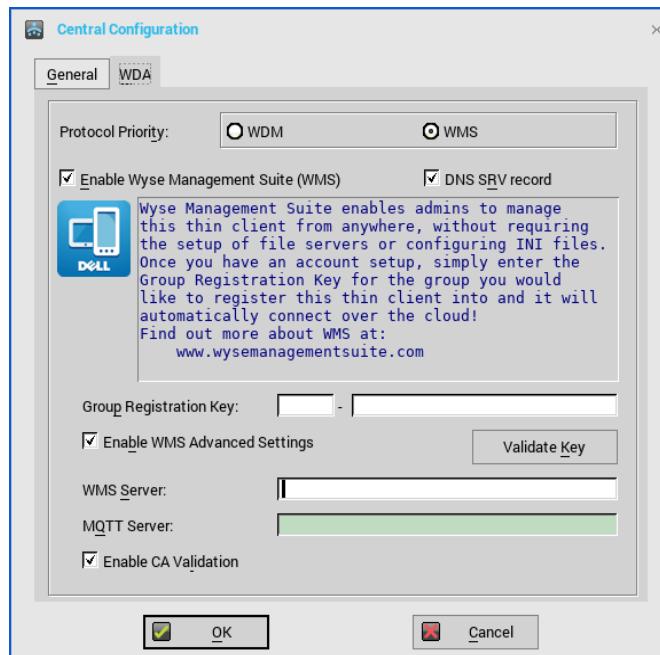 Central Configuration
General WDA
Protocol Priority: WDM WMS
Enable Wyse Management Suite (WMS) DNS SRV record
Wyse Management Suite enables admins to manage
this thin client from anywhere, without requiring
the setup of file servers or configuring INI files.
Once you have an account setup, simply enter the
Group Registration Key for the group you would
like to register this thin client into and it will
automatically connect over the cloud!
Find out more about WMS at:
www.wysemanagementsuite.com
DELL
Group Registration Key: -
Enable WMS Advanced Settings Validate Key
WMS Server:
MQTT Server:
Enable CA Validation
OK Cancel